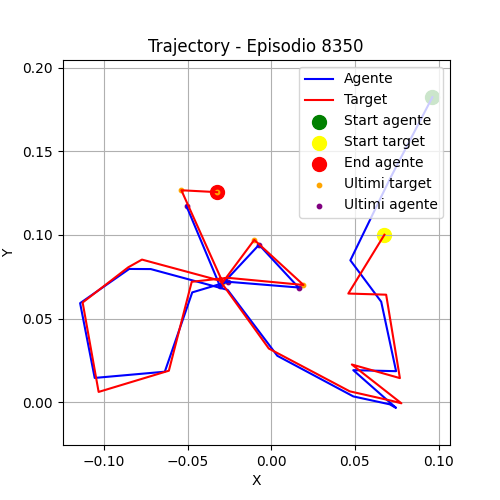 Trajectory - Episodio 8350
Agente
Target
Start agente
Start target
End agente
Ultimi target
Ultimi agente
0.20
0.15
0.10
0.05
0.00
Y
−0.10
−0.05
0.00
0.05
0.10
X